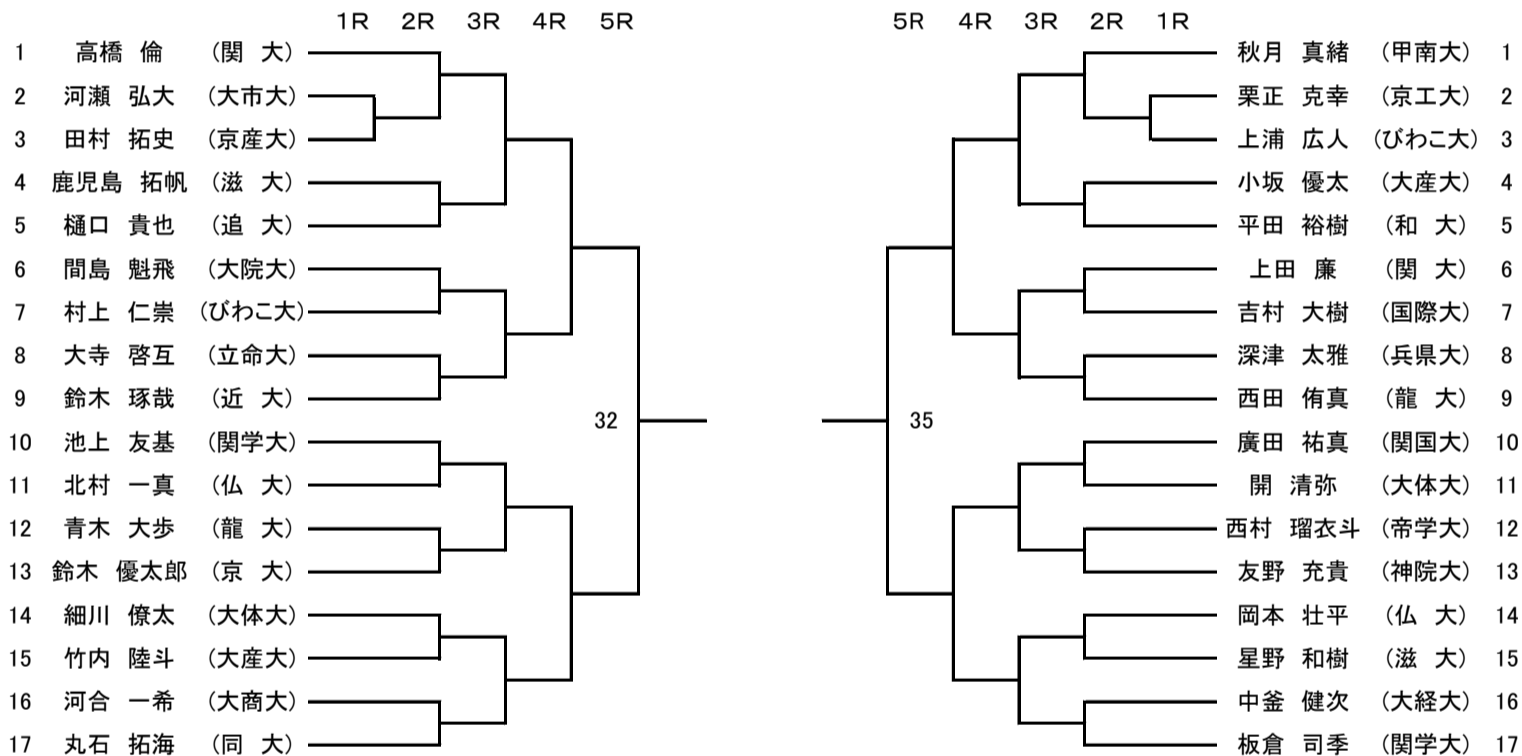 1R 2R 3R 4R 5R
1 高橋 倫 (関 大)
2 河瀬 弘大 (大市大)
3 田村 拓史 (京産大)
4 鹿児島 拓帆 (滋 大)
5 樋口 貴也 (追 大)
6 間島 魁飛 (大院大)
7 村上 仁崇 (びわこ大)
8 大寺 啓互 (立命大)
9 鈴木 琢哉 (近 大)
32
10 池上 友基 (関学大)
11 北村 一真 (仏 大)
12 青木 大歩 (龍 大)
13 鈴木 優太郎 (京 大)
14 細川 僚太 (大体大)
15 竹内 陸斗 (大産大)
16 河合 一希 (大商大)
17 丸石 拓海 (同 大)
5R 4R 3R 2R 1R
秋月 真緒 (甲南大) 1
栗正 克幸 (京工大) 2
上浦 広人 (びわこ大) 3
小坂 優太 (大産大) 4
平田 裕樹 (和 大) 5
上田 廉 (関 大) 6
吉村 大樹 (国際大) 7
深津 太雅 (兵県大) 8
西田 侑真 (龍 大) 9
35
廣田 祐真 (関国大) 10
開 清弥 (大体大) 11
西村 瑠衣斗 (帝学大) 12
友野 充貴 (神院大) 13
岡本 壮平 (仏 大) 14
星野 和樹 (滋 大) 15
中釜 健次 (大経大) 16
板倉 司季 (関学大) 17